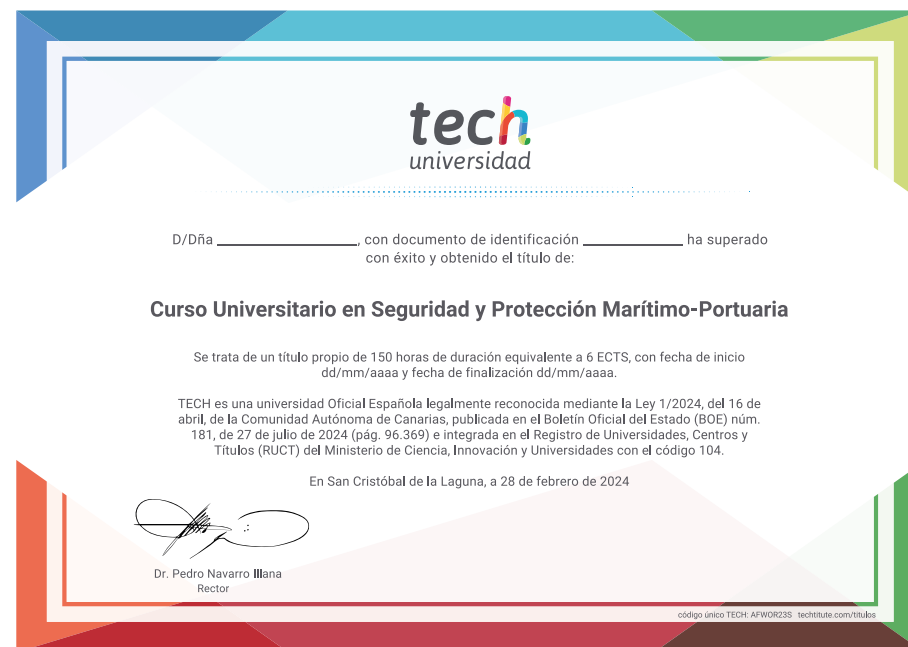 tech
universidad
D/Dña ____________, con documento de identificación ____________ ha superado
con éxito y obtenido el título de:
Curso Universitario en Seguridad y Protección Marítimo-Portuaria
Se trata de un título propio de 150 horas de duración equivalente a 6 ECTS, con fecha de inicio
dd/mm/aaaa y fecha de finalización dd/mm/aaaa.
TECH es una universidad Oficial Española legalmente reconocida mediante la Ley 1/2024, del 16 de
abril, de la Comunidad Autónoma de Canarias, publicada en el Boletín Oficial del Estado (BOE) núm.
181, de 27 de julio de 2024 (pág. 96.369) e integrada en el Registro de Universidades, Centros y
Títulos (RUCT) del Ministerio de Ciencia, Innovación y Universidades con el código 104.
En San Cristóbal de la Laguna, a 28 de febrero de 2024
Dr. Pedro Navarro Illana
Rector
código único TECH: AFWOR23S techtitute.com/titulos